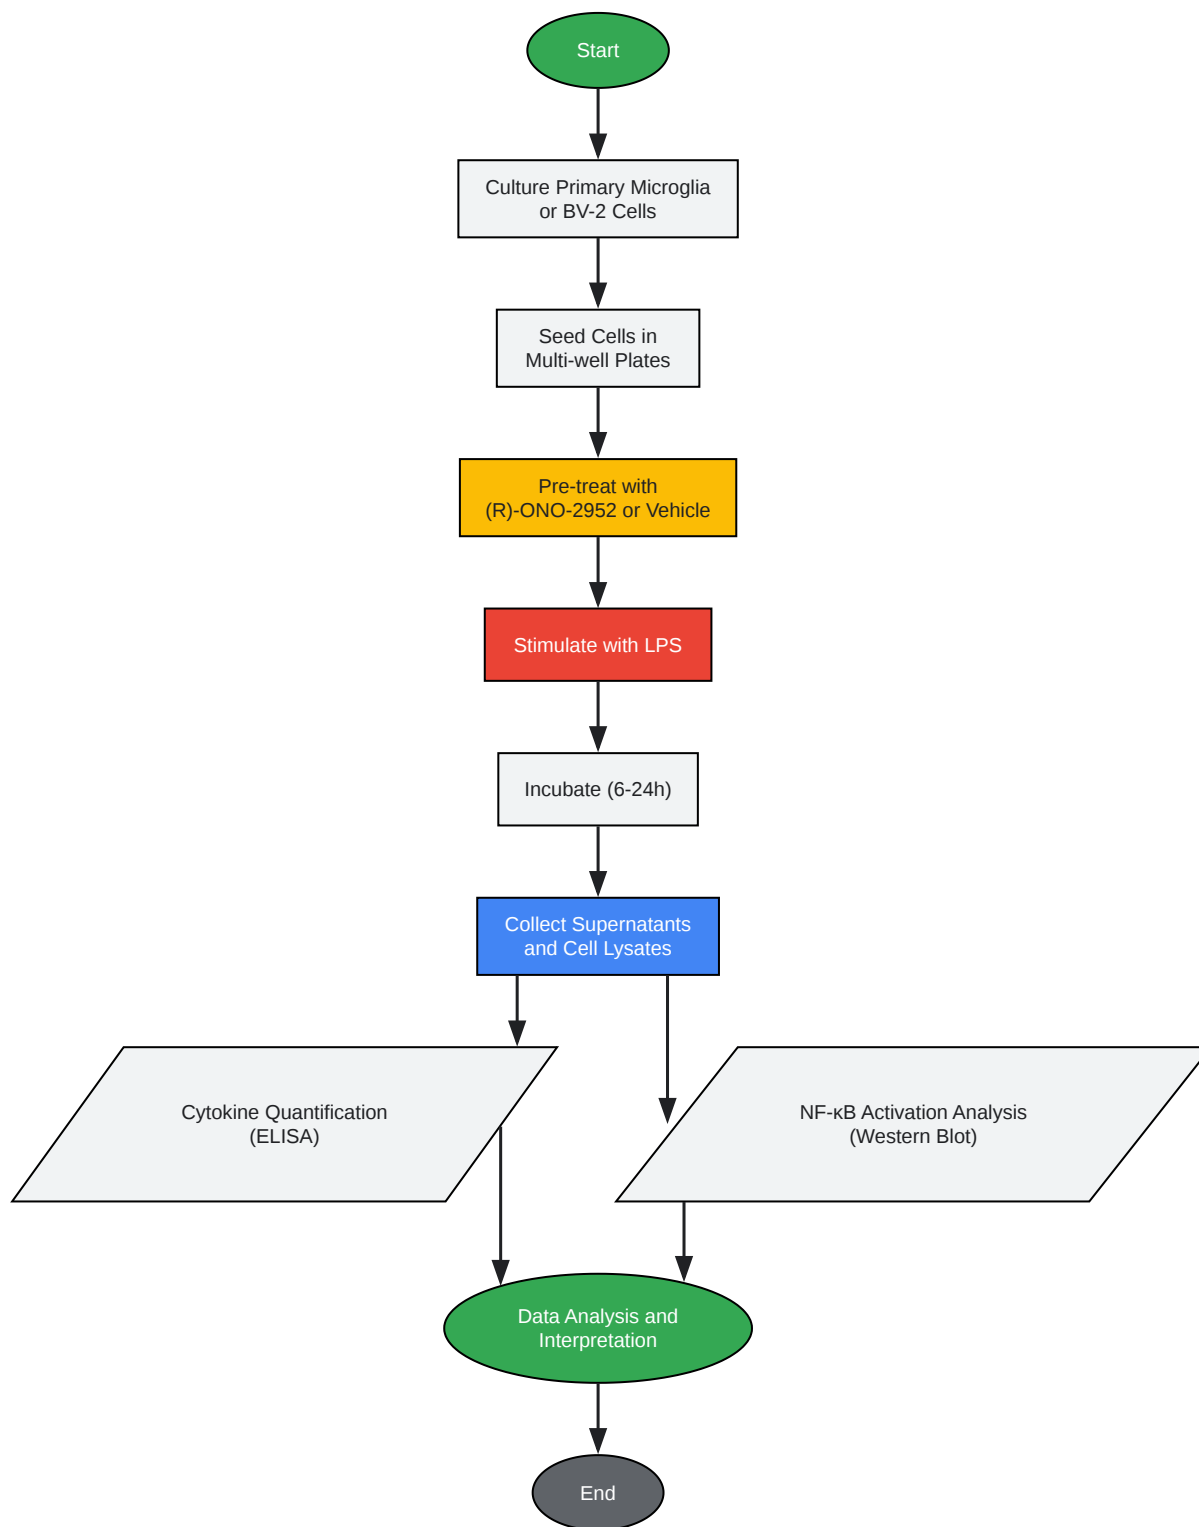 Start
Culture Primary Microglia
or BV-2 Cells
Seed Cells in
Multi-well Plates
Pre-treat with
(R)-ONO-2952 or Vehicle
Stimulate with LPS
Incubate (6-24h)
Collect Supernatants
and Cell Lysates
Cytokine Quantification
(ELISA)
NF-κB Activation Analysis
(Western Blot)
Data Analysis and
Interpretation
End